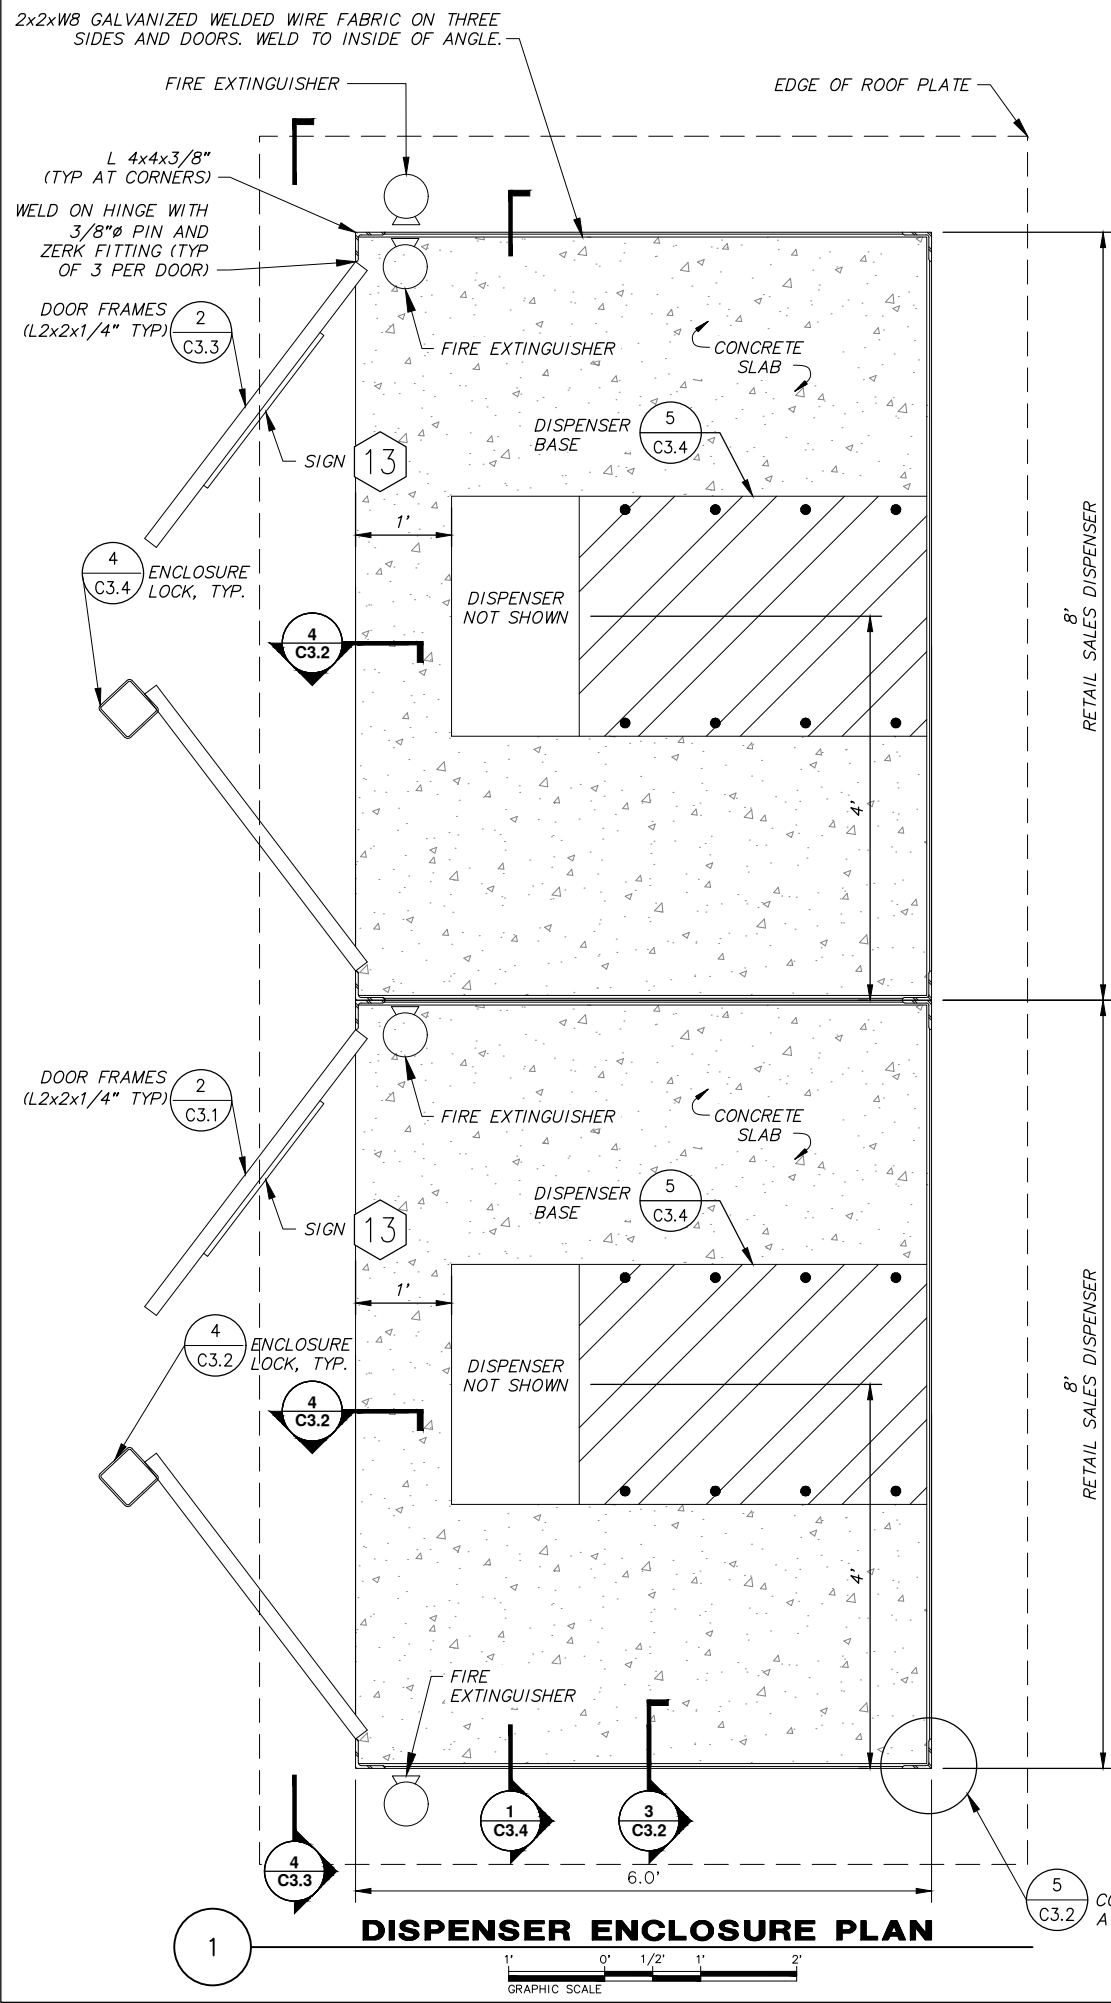 2x2xW8 GALVANIZED WELDED WIRE FABRIC ON THREE
SIDES AND DOORS. WELD TO INSIDE OF ANGLE.
FIRE EXTINGUISHER
EDGE OF ROOF PLATE
L 4x4x3/8"
(TYP AT CORNERS)
WELD ON HINGE WITH
3/8"ø PIN AND
ZERK FITTING (TYP
OF 3 PER DOOR)
DOOR FRAMES
(L2x2x1/4" TYP)
2
C3.3
FIRE EXTINGUISHER
CONCRETE
SLAB
DISPENSER
BASE
5
C3.4
SIGN
13
1'
4
C3.4
ENCLOSURE
LOCK, TYP.
DISPENSER
NOT SHOWN
4
C3.2
4'
8'
RETAIL SALES DISPENSER
DOOR FRAMES
(L2x2x1/4" TYP)
2
C3.1
FIRE EXTINGUISHER
CONCRETE
SLAB
DISPENSER
BASE
5
C3.4
SIGN
13
1'
4
C3.2
ENCLOSURE
LOCK, TYP.
DISPENSER
NOT SHOWN
4
C3.2
4'
8'
RETAIL SALES DISPENSER
FIRE
EXTINGUISHER
1
C3.4
3
C3.2
4
C3.3
6.0'
5
C3.2
1
DISPENSER ENCLOSURE PLAN
1' 0' 1/2' 1' 2'
GRAPHIC SCALE